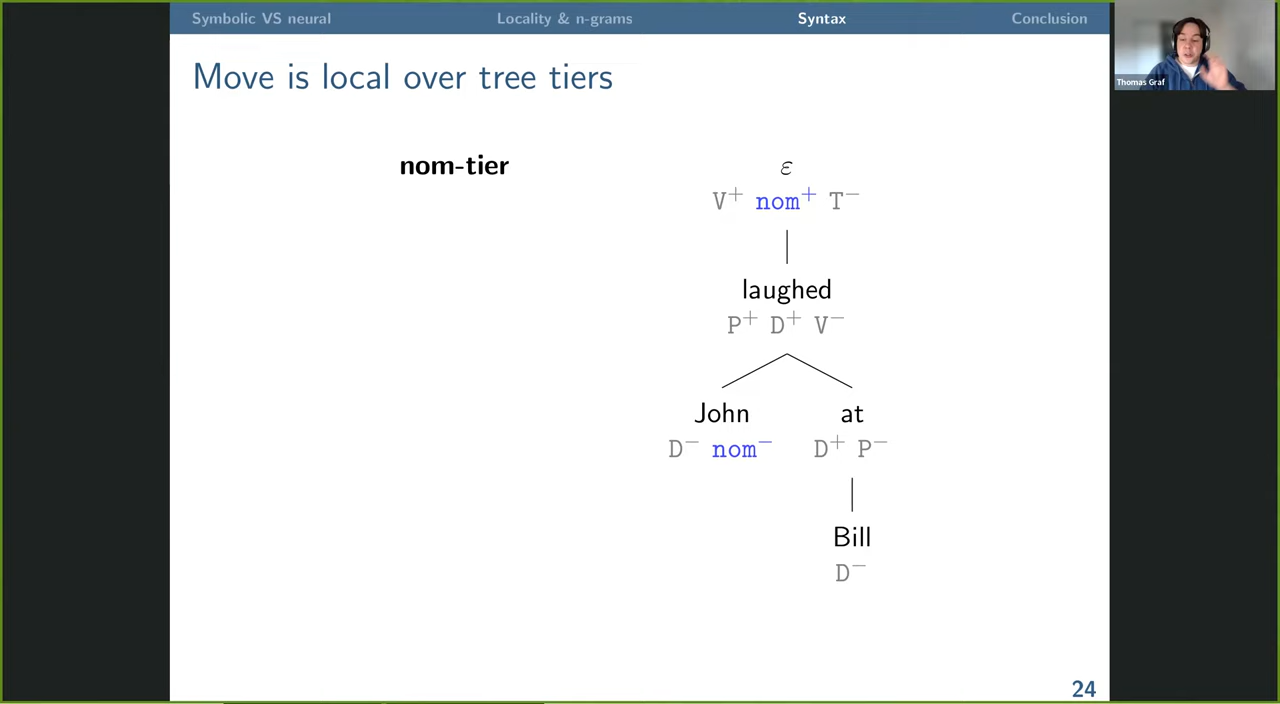 Symbolic VS neural Locality & n-grams Syntax Conclusion
Thomas Graf
Move is local over tree tiers
nom-tier ε
V⁺ nom⁺ T⁻
laughed
P⁺ D⁺ V⁻
John at
D⁻ nom⁻ D⁺ P⁻
Bill
D⁻
24